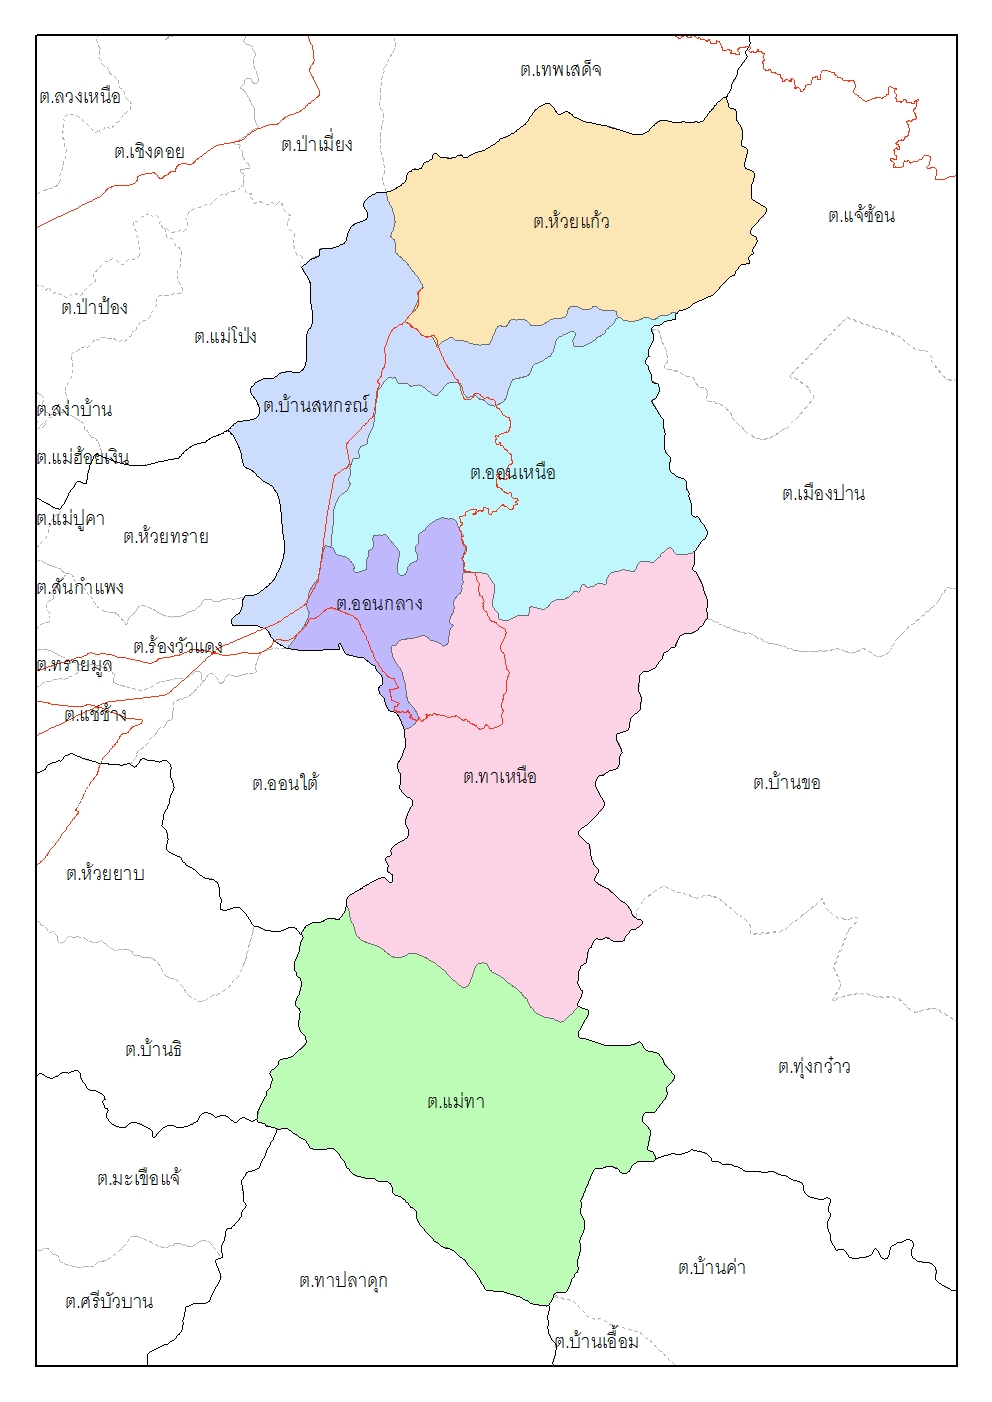 ต.เทพเสด็จ
ต.ลวงเหนือ
ต.ป่าเมี่ยง
ต.เชิงดอย
ต.แจ้ซ้อน
ต.ห้วยแก้ว
ต.ป่าป้อง
ต.แม่โป่ง
ต.บ้านสหกรณ์
ต.สง่าบ้าน
ต.แม่ฮ้อยเงิน
ต.ออนเหนือ
ต.เมืองปาน
ต.แม่ปูคา
ต.ห้วยทราย
ต.สันกำแพง
ต.ออนกลาง
ต.ร้องวัวแดง
ต.ทรายมูล
ต.แช่ช้าง
ต.ทาเหนือ
ต.ออนใต้
ต.บ้านขอ
ต.ห้วยยาบ
ต.บ้านธิ
ต.ทุ่งกว๋าว
ต.แม่ทา
ต.มะเขือแจ้
ต.บ้านค่า
ต.ทาปลาดุก
ต.ศรีบัวบาน
ต.บ้านเอื้อม